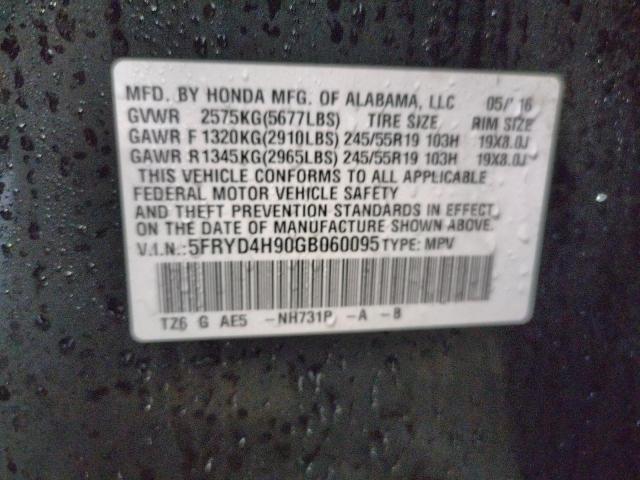 MFD. BY HONDA MFG. OF ALABAMA, LLC 05/16
GVWR 2575KG(5677LBS) TIRE SIZE RIM SIZE
GAWR F 1320KG(2910LBS) 245/55R19 103H 19X8.0J
GAWR R1345KG(2965LBS) 245/55R19 103H 19X8.0J
THIS VEHICLE CONFORMS TO ALL APPLICABLE
FEDERAL MOTOR VEHICLE SAFETY
AND THEFT PREVENTION STANDARDS IN EFFECT
ON THE DATE OF MANUFACTURE SHOWN ABOVE.
V.I.N.:5FRYD4H90GB060095 TYPE: MPV
TZ6 G AE5 -NH731P -A -B